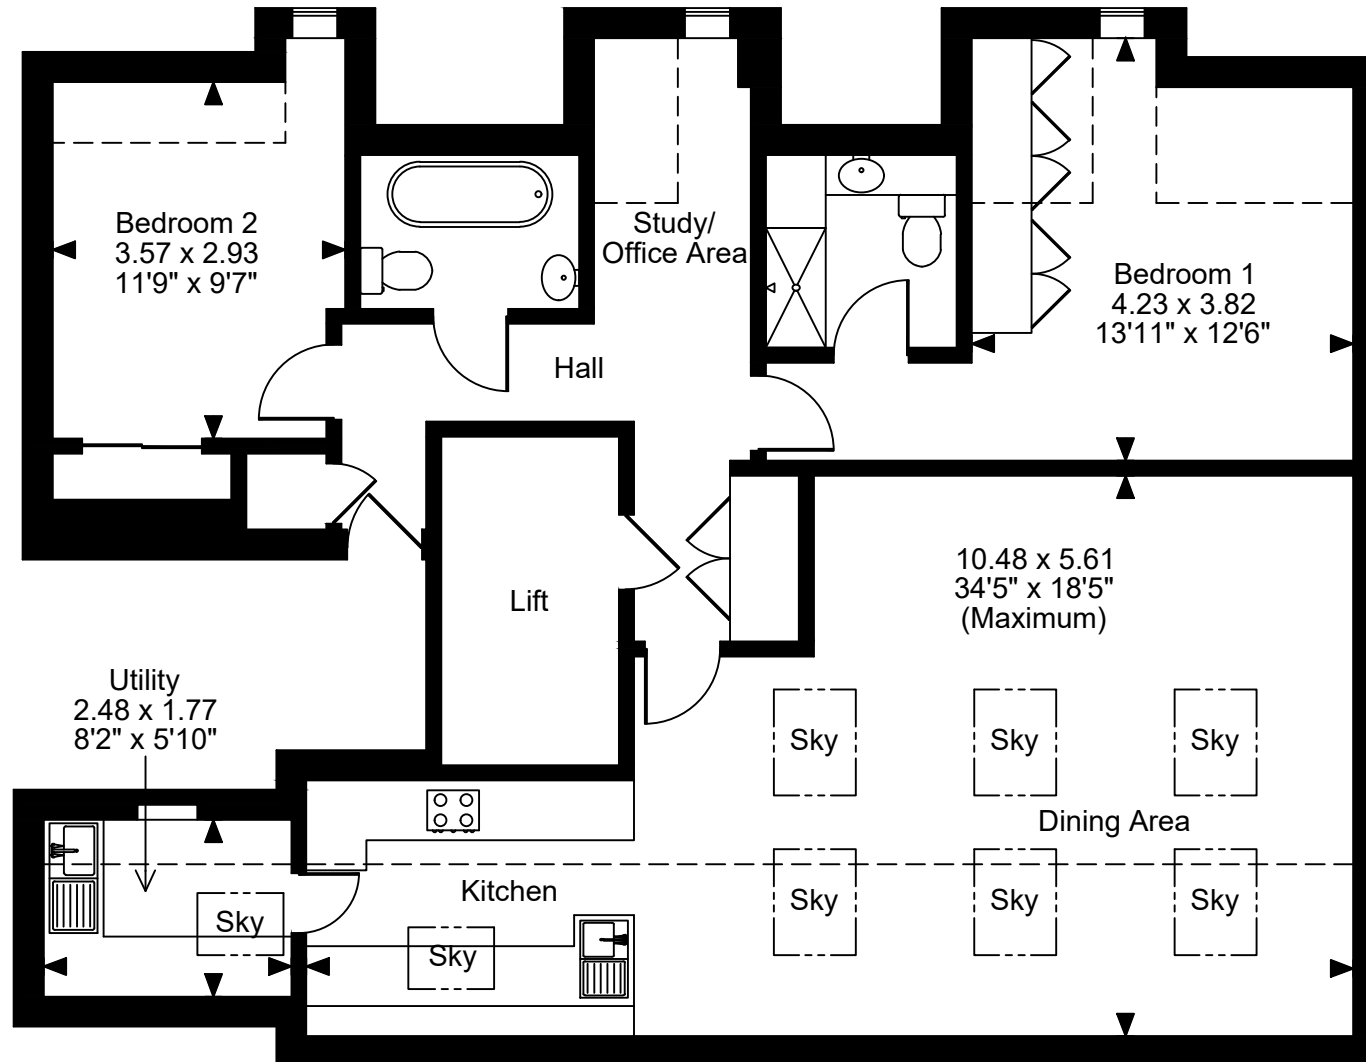 Bedroom 2
3.57 x 2.93
11'9" x 9'7"
Study/
Office Area
Bedroom 1
4.23 x 3.82
13'11" x 12'6"
Hall
Lift
10.48 x 5.61
34'5" x 18'5"
(Maximum)
Utility
2.48 x 1.77
8'2" x 5'10"
Sky
Sky
Sky
Dining Area
Kitchen
Sky
Sky
Sky
Sky
Sky